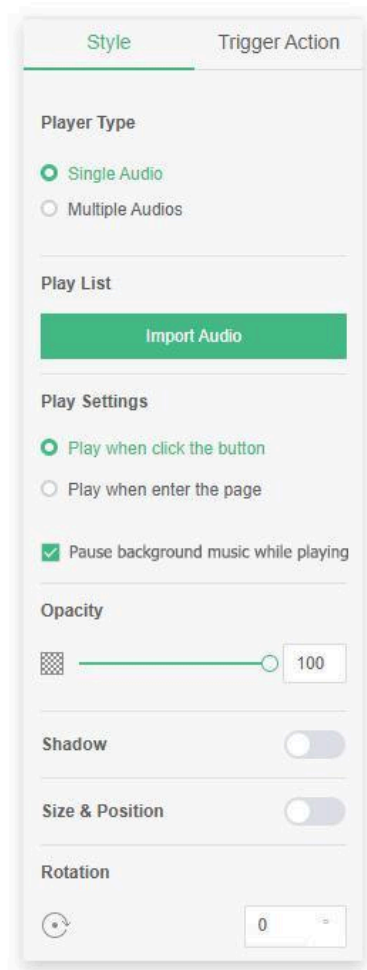 Style Trigger Action
Player Type
Single Audio
Multiple Audios
Play List
Import Audio
Play Settings
Play when click the button
Play when enter the page
Pause background music while playing
Opacity
100
Shadow
Size & Position
Rotation
0 °